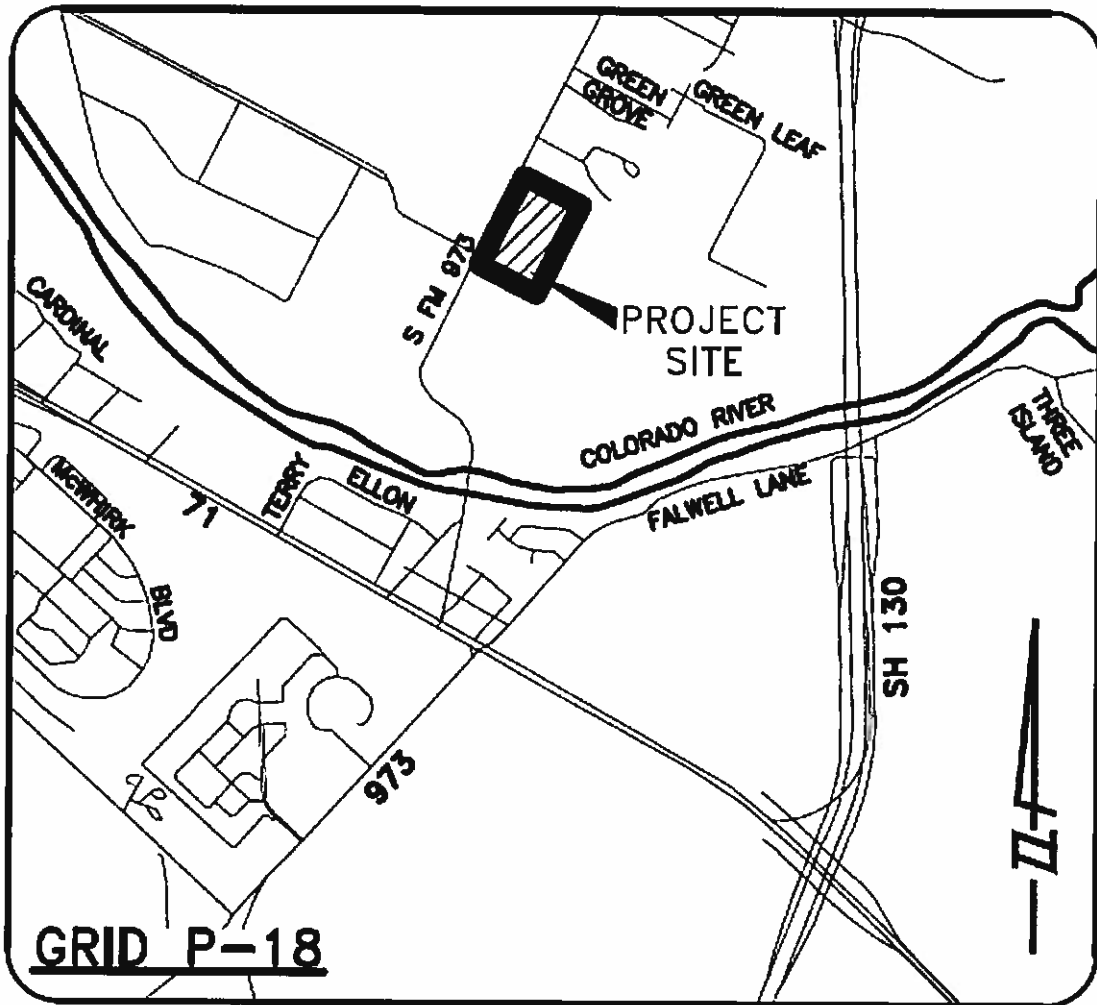 GREEN
GROVE
GREEN LEAF
S FM 973
PROJECT
SITE
CARDINAL
COLORADO RIVER
THREE
ISLAND
MCWHIRK
BLVD
71
TERRY
ELLON
FALWELL LANE
SH 130
973
GRID P-18